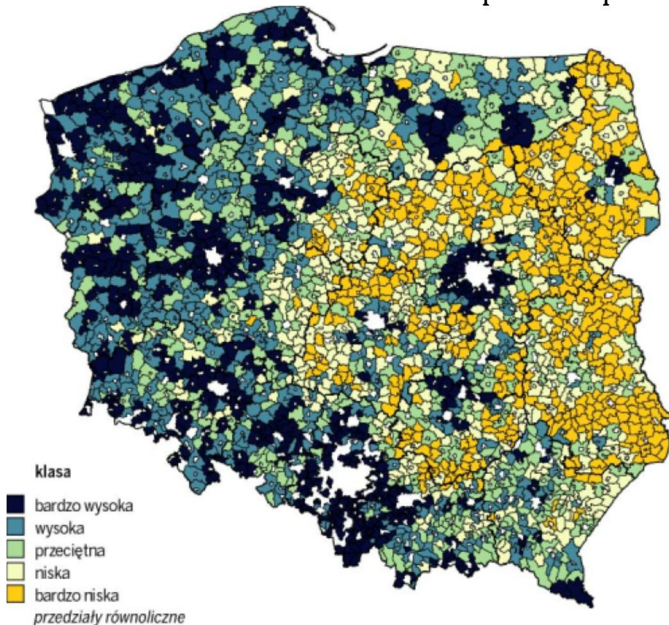 klasa
bardzo wysoka
wysoka
przeciętna
niska
bardzo niska
przedziały równoliczne